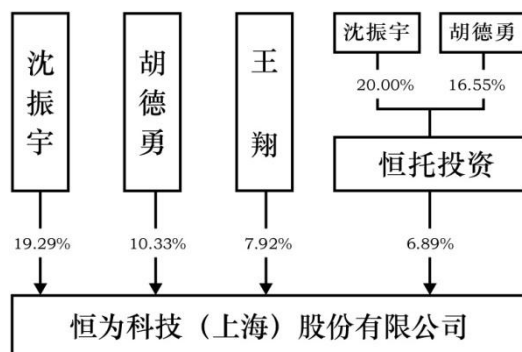 沈振宇
胡德勇
王翔
沈振宇
胡德勇
20.00%
16.55%
恒托投资
19.29%
10.33%
7.92%
6.89%
恒为科技（上海）股份有限公司